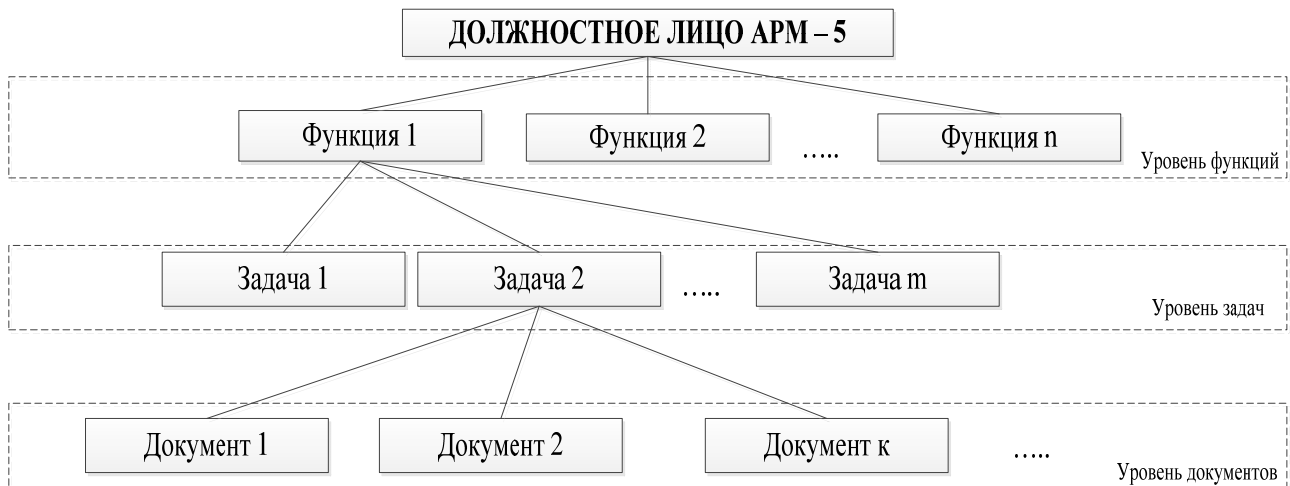 ДОЛЖНОСТНОЕ ЛИЦО АРМ – 5
Функция 1
Функция 2
.....
Функция n
Уровень функций
Задача 1
Задача 2
.....
Задача m
Уровень задач
Документ 1
Документ 2
Документ к
.....
Уровень документов